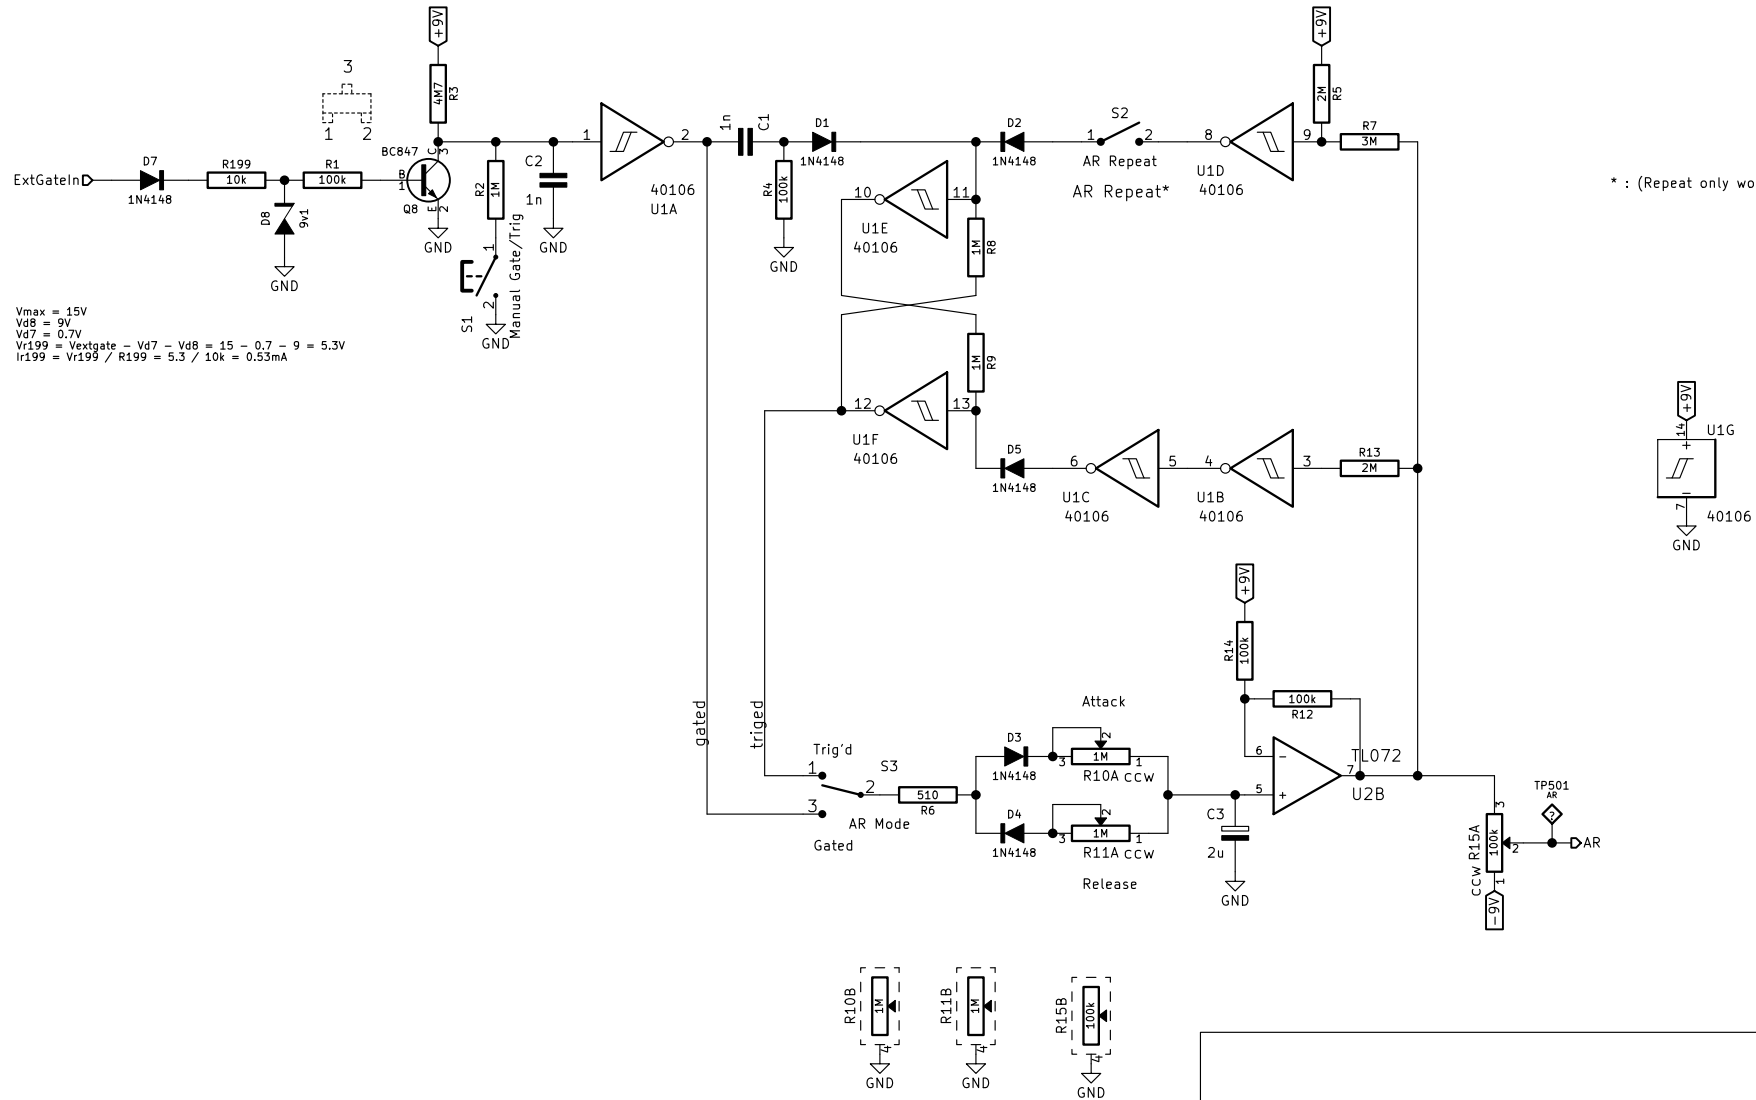 +9V
+9V
3
4M7
R3
2M
R5
1
2
1n
C1
D1
1N4148
D2
1N4148
S2
1
2
AR Repeat
AR Repeat*
8
9
U1D
40106
R7
3M
* : (Repeat only wo
ExtGateIn
D7
1N4148
R199
10k
R1
100k
BC847
C
3
B
1
Q8
E
2
GND
D8
9v1
GND
R2
1M
C2
1n
GND
1
2
40106
U1A
R4
100k
GND
10
11
U1E
40106
1M
R8
1
2
S1
Manual Gate/Trig
GND
Vmax = 15V
Vd8 = 9V
Vd7 = 0.7V
Vr199 = Vextgate - Vd7 - Vd8 = 15 - 0.7 - 9 = 5.3V
Ir199 = Vr199 / R199 = 5.3 / 10k = 0.53mA
1M
R9
12
13
U1F
40106
D5
1N4148
6
5
U1C
40106
4
3
U1B
40106
R13
2M
+9V
14
U1G
+
-
7
40106
GND
+9V
R14
100k
100k
R12
gated
triged
Trig'd
1
S3
2
3
AR Mode
Gated
510
R6
Attack
D3
1N4148
3
2
1M
1
R10A
CCW
D4
1N4148
3
2
1M
1
R11A
CCW
Release
C3
2u
GND
6
-
5
+
7
TL072
U2B
TP501
AR
?
3
R15A
100k
2
CCW
1
AR
-9V
R10B
1M
4
GND
R11B
1M
4
GND
R15B
100k
4
GND